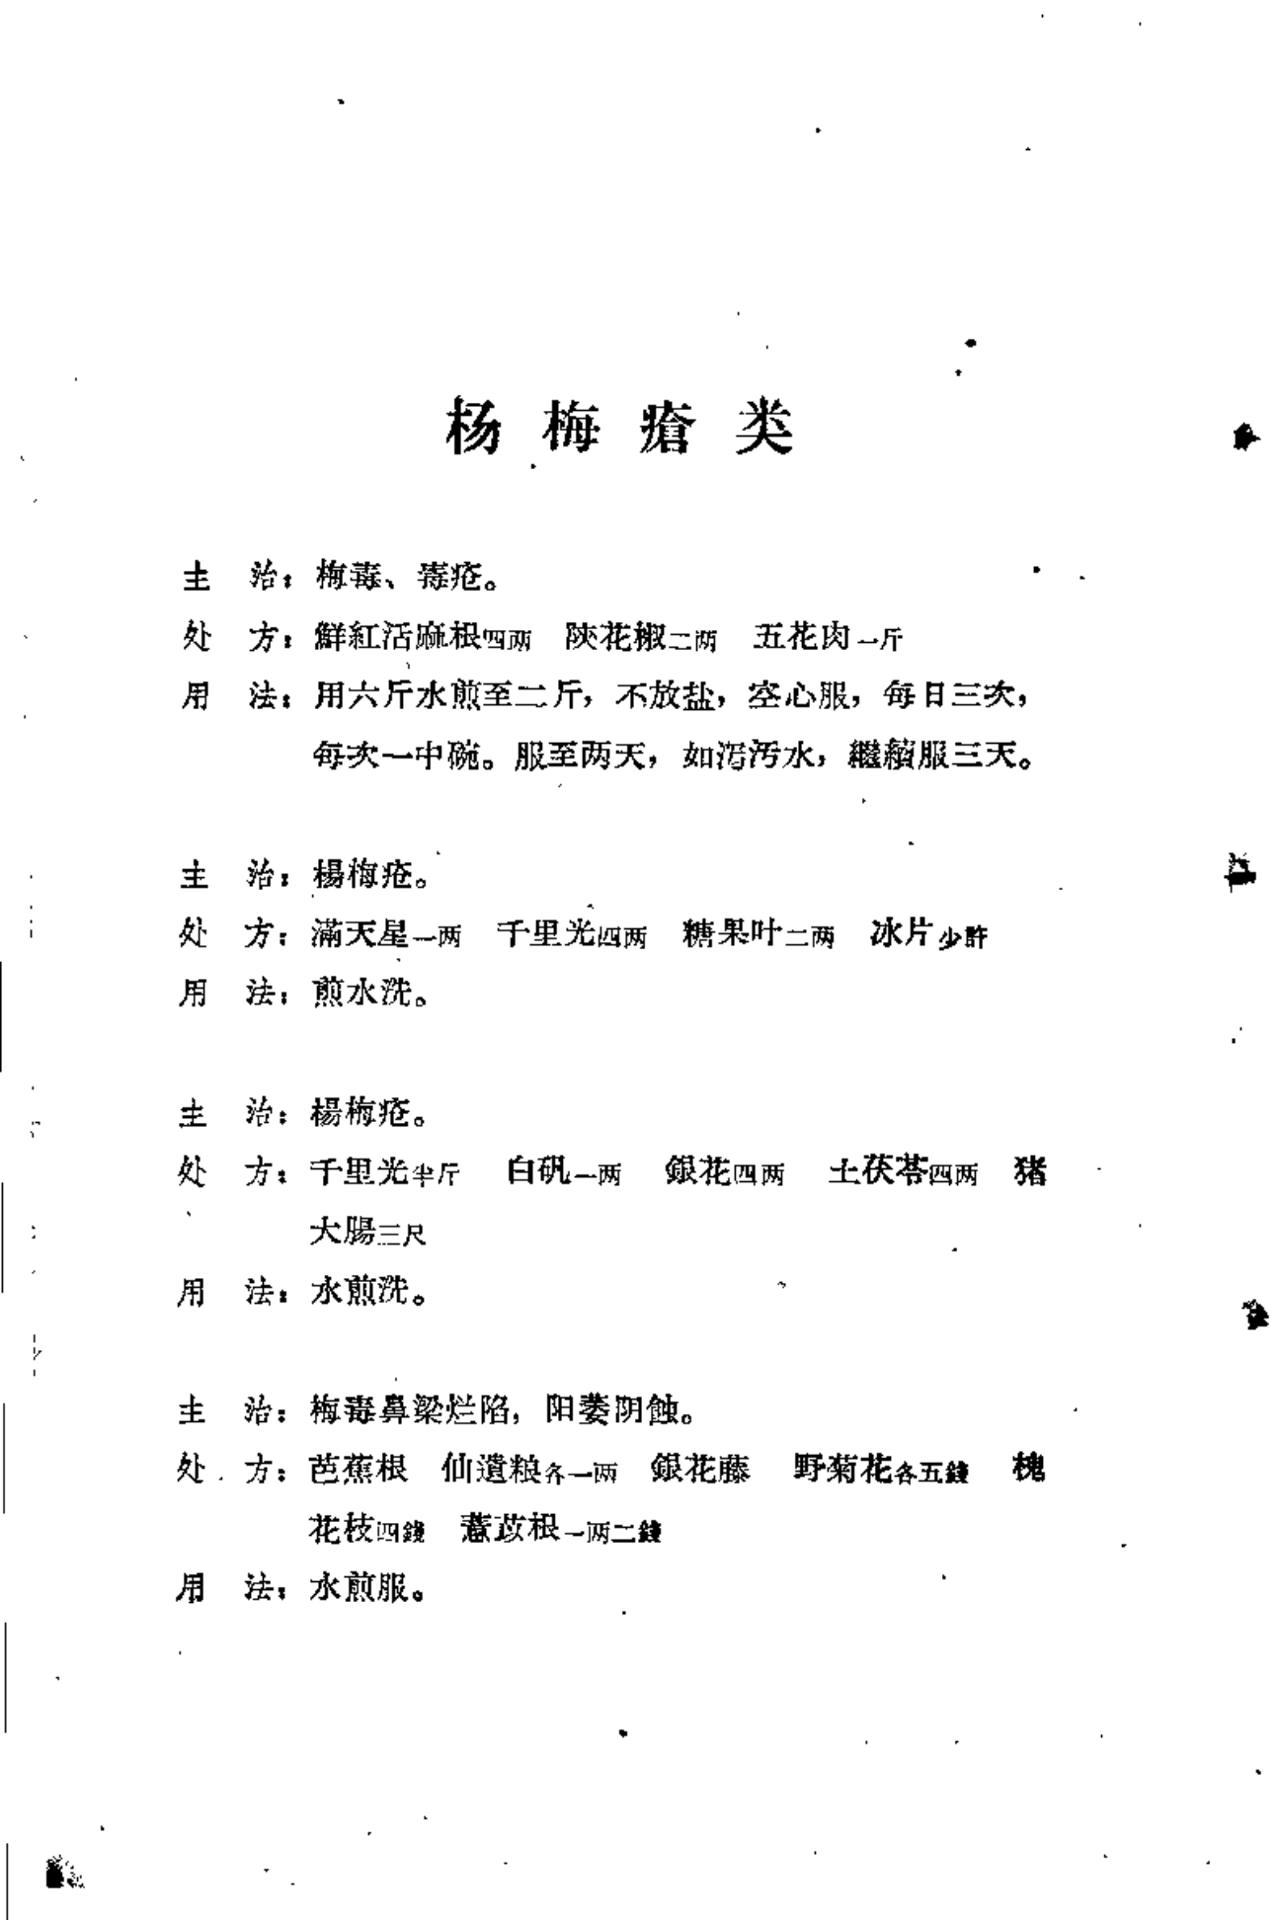 杨梅瘡类
主　治：梅毒、毒疮。
处　方：鮮紅活麻根四两　陝花椒二两　五花肉一斤
用　法：用六斤水煎至二斤，不放盐，空心服，每日三次，
每次一中碗。服至两天，如泻污水，繼續服三天。
主　治：楊梅疮。
处　方：滿天星一两　千里光四两　糖果叶二两　冰片少許
用　法：煎水洗。
主　治：楊梅疮。
处　方：千里光半斤　白矾一两　銀花四两　土茯苓四两　猪
大腸三尺
用　法：水煎洗。
主　治：梅毒鼻梁烂陷，阳萎阴蝕。
处　方：芭蕉根　仙遺粮各一两　銀花藤　野菊花各五錢　槐
花枝四錢　薏苡根一两二錢
用　法：水煎服。